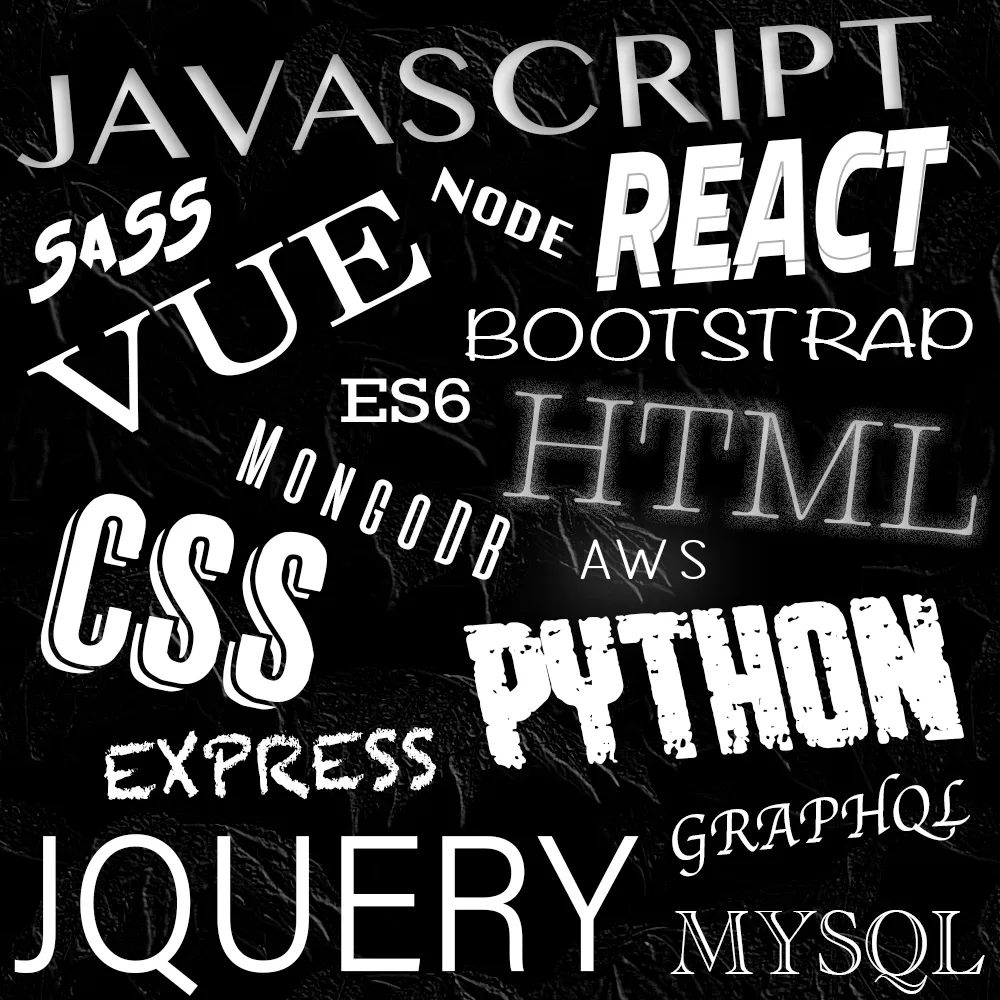 JAVASCRIPT
SASS
VUE
NODE
REACT
BOOTSTRAP
ES6
HTML
MONGODB
CSS
AWS
PYTHON
EXPRESS
GRAPHQL
JQUERY
MYSQL